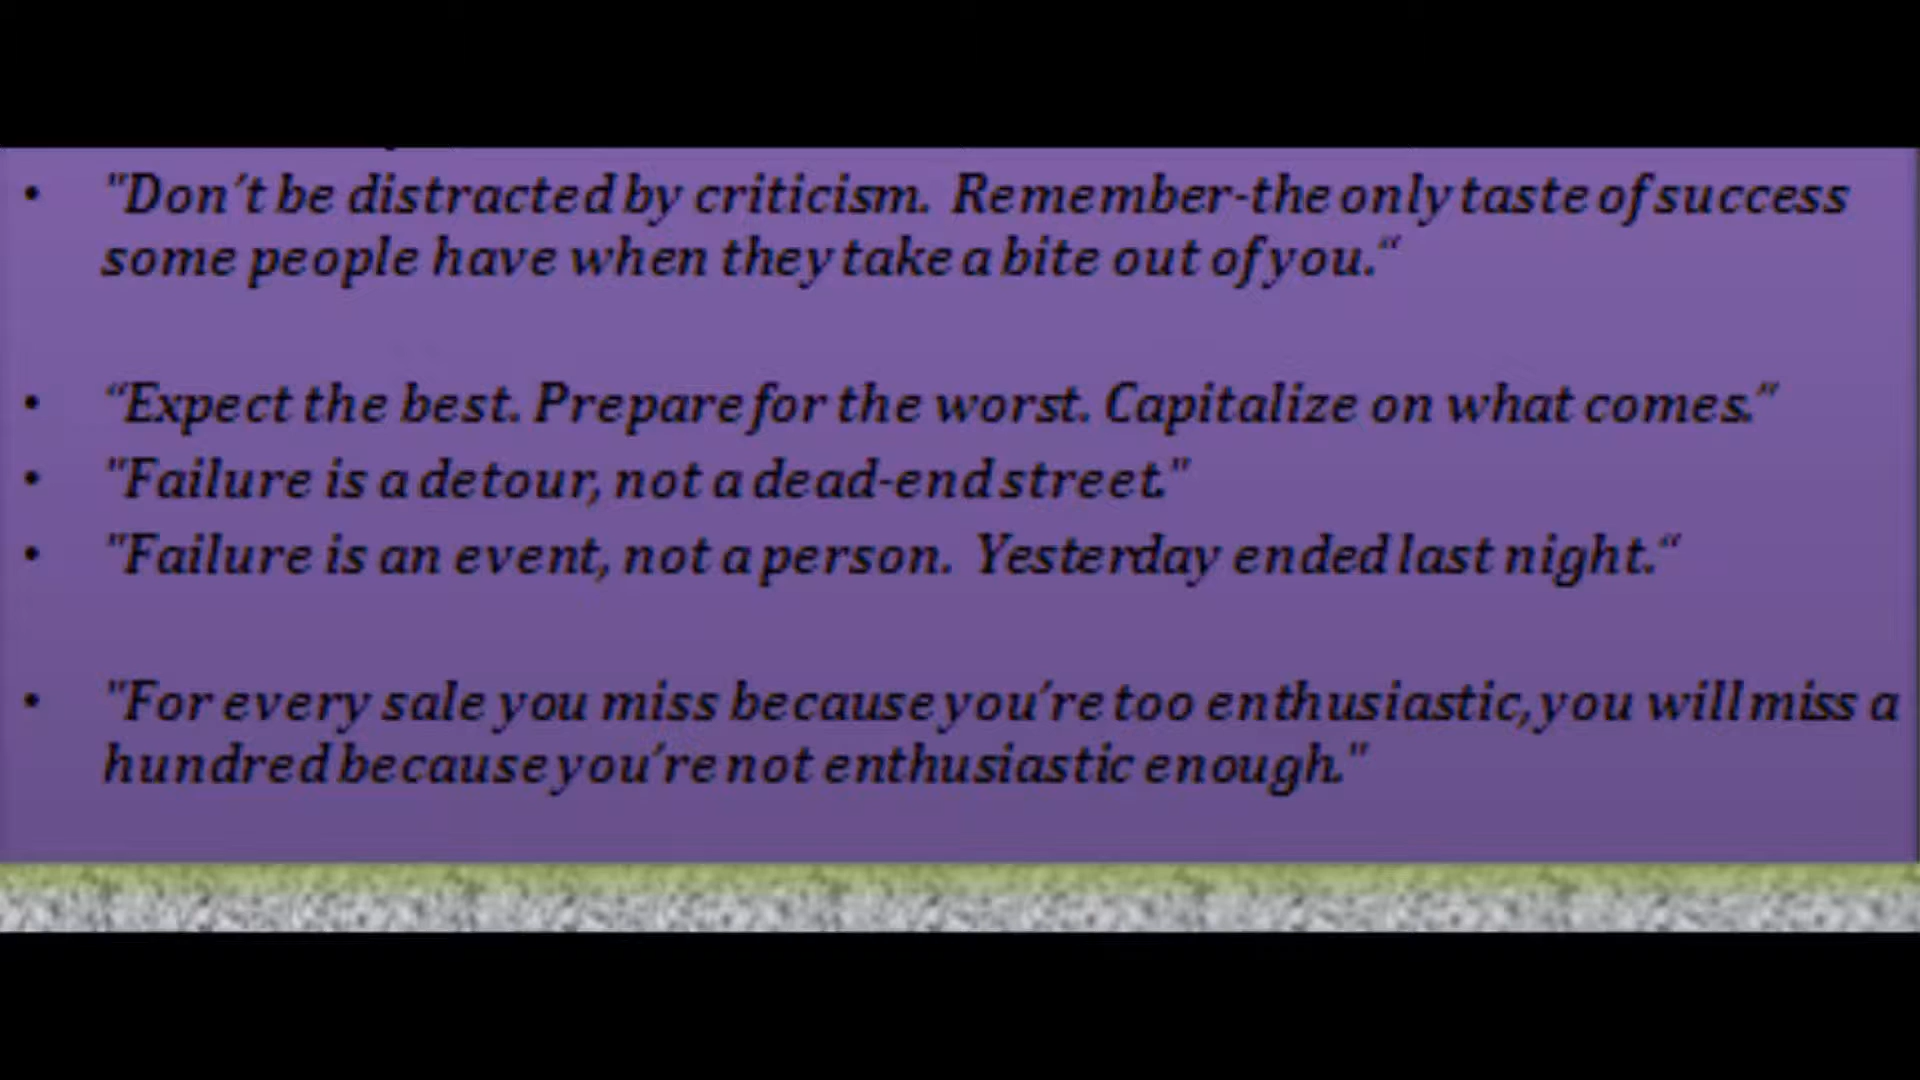 • "Don't be distracted by criticism. Remember-the only taste of success
some people have when they take a bite out of you.“
• “Expect the best. Prepare for the worst. Capitalize on what comes.”
• "Failure is a detour, not a dead-end street."
• "Failure is an event, not a person. Yesterday ended last night.“
• "For every sale you miss because you're too enthusiastic, you will miss a
hundred because you're not enthusiastic enough."